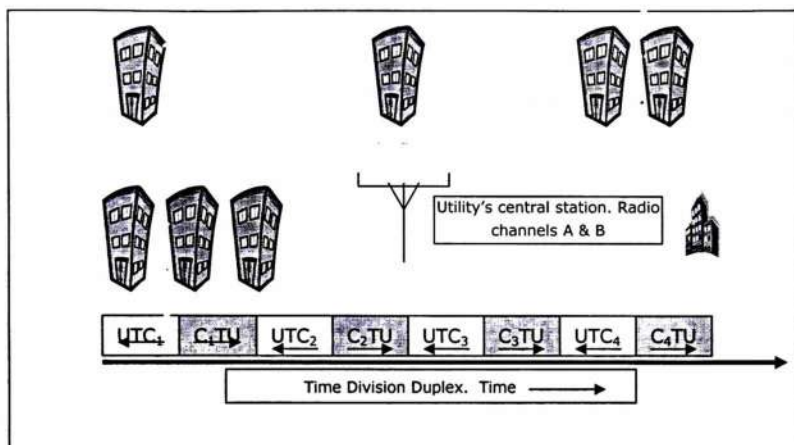 Utility's central station. Radio
channels A & B
UTC₁ C₁TU UTC₂ C₂TU UTC₃ C₃TU UTC₄ C₄TU
Time Division Duplex. Time